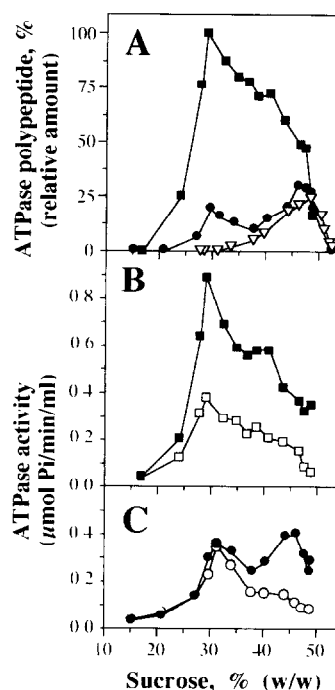 A
ATPase polypeptide, %
(relative amount)
100
75
50
25
0
B
ATPase activity
(µmol Pi/min/ml)
0 8
0 6
0 4
0 2
0 0
C
0 4
0 2
0 0
10 20 30 40 50
Sucrose, % (w/w)